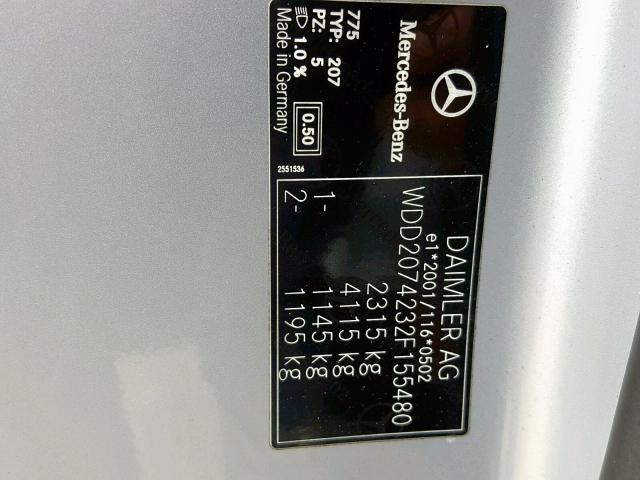 Mercedes-Benz
775
TYP: 207
PZ: 5
1.0 %
Made in Germany
0.50
2551536
DAIMLER AG
e1*2001/116*0502
WDD2074232F155480
2315 kg
4115 kg
1- 1145 kg
2- 1195 kg